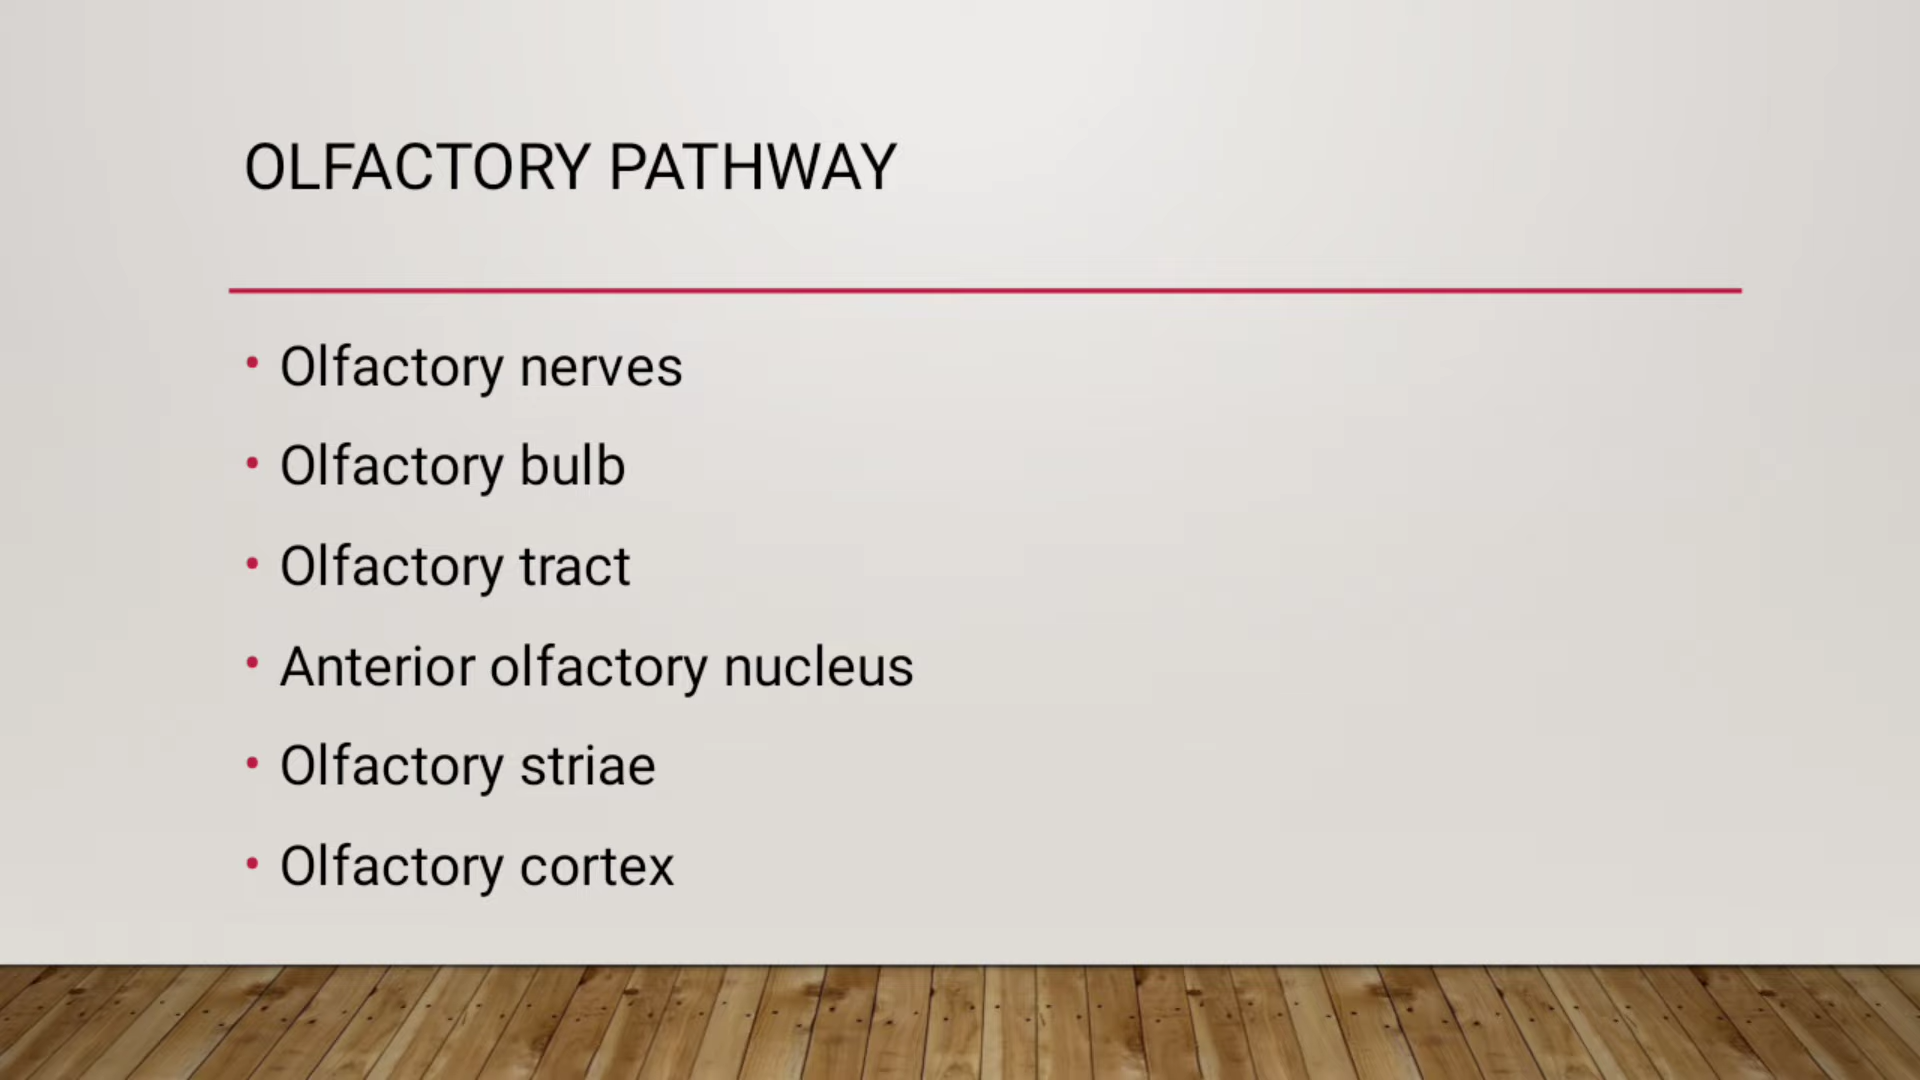 OLFACTORY PATHWAY
• Olfactory nerves
• Olfactory bulb
• Olfactory tract
• Anterior olfactory nucleus
• Olfactory striae
• Olfactory cortex